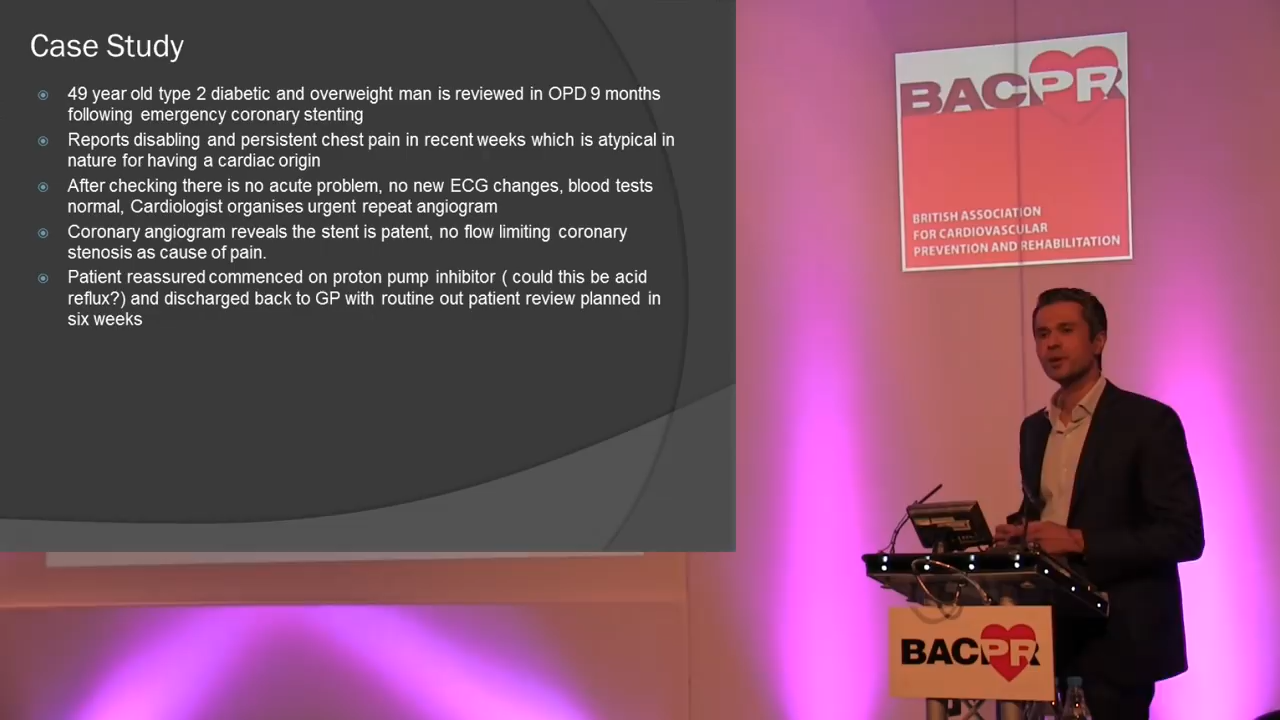 Case Study
49 year old type 2 diabetic and overweight man is reviewed in OPD 9 months
following emergency coronary stenting
Reports disabling and persistent chest pain in recent weeks which is atypical in
nature for having a cardiac origin
After checking there is no acute problem, no new ECG changes, blood tests
normal, Cardiologist organises urgent repeat angiogram
Coronary angiogram reveals the stent is patent, no flow limiting coronary
stenosis as cause of pain.
Patient reassured commenced on proton pump inhibitor ( could this be acid
reflux?) and discharged back to GP with routine out patient review planned in
six weeks
BACPR
BRITISH ASSOCIATION
FOR CARDIOVASCULAR
PREVENTION AND REHABILITATION
BACPR